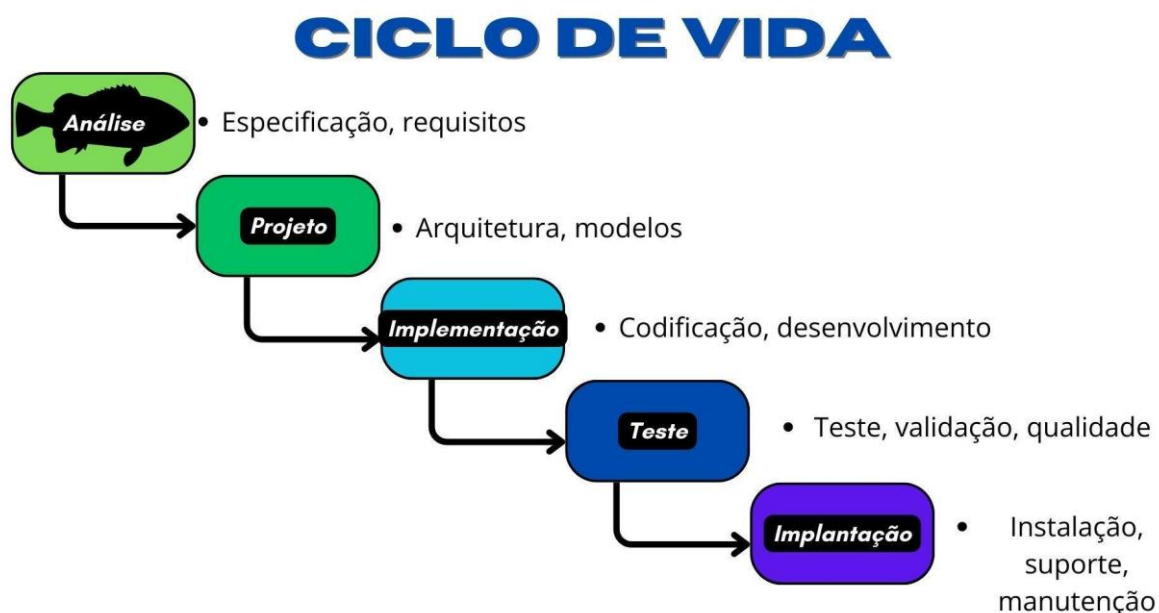 CICLO DE VIDA
Análise
• Especificação, requisitos
Projeto
• Arquitetura, modelos
Implementação
• Codificação, desenvolvimento
Teste
• Teste, validação, qualidade
Implantação
• Instalação,
suporte,
manutenção